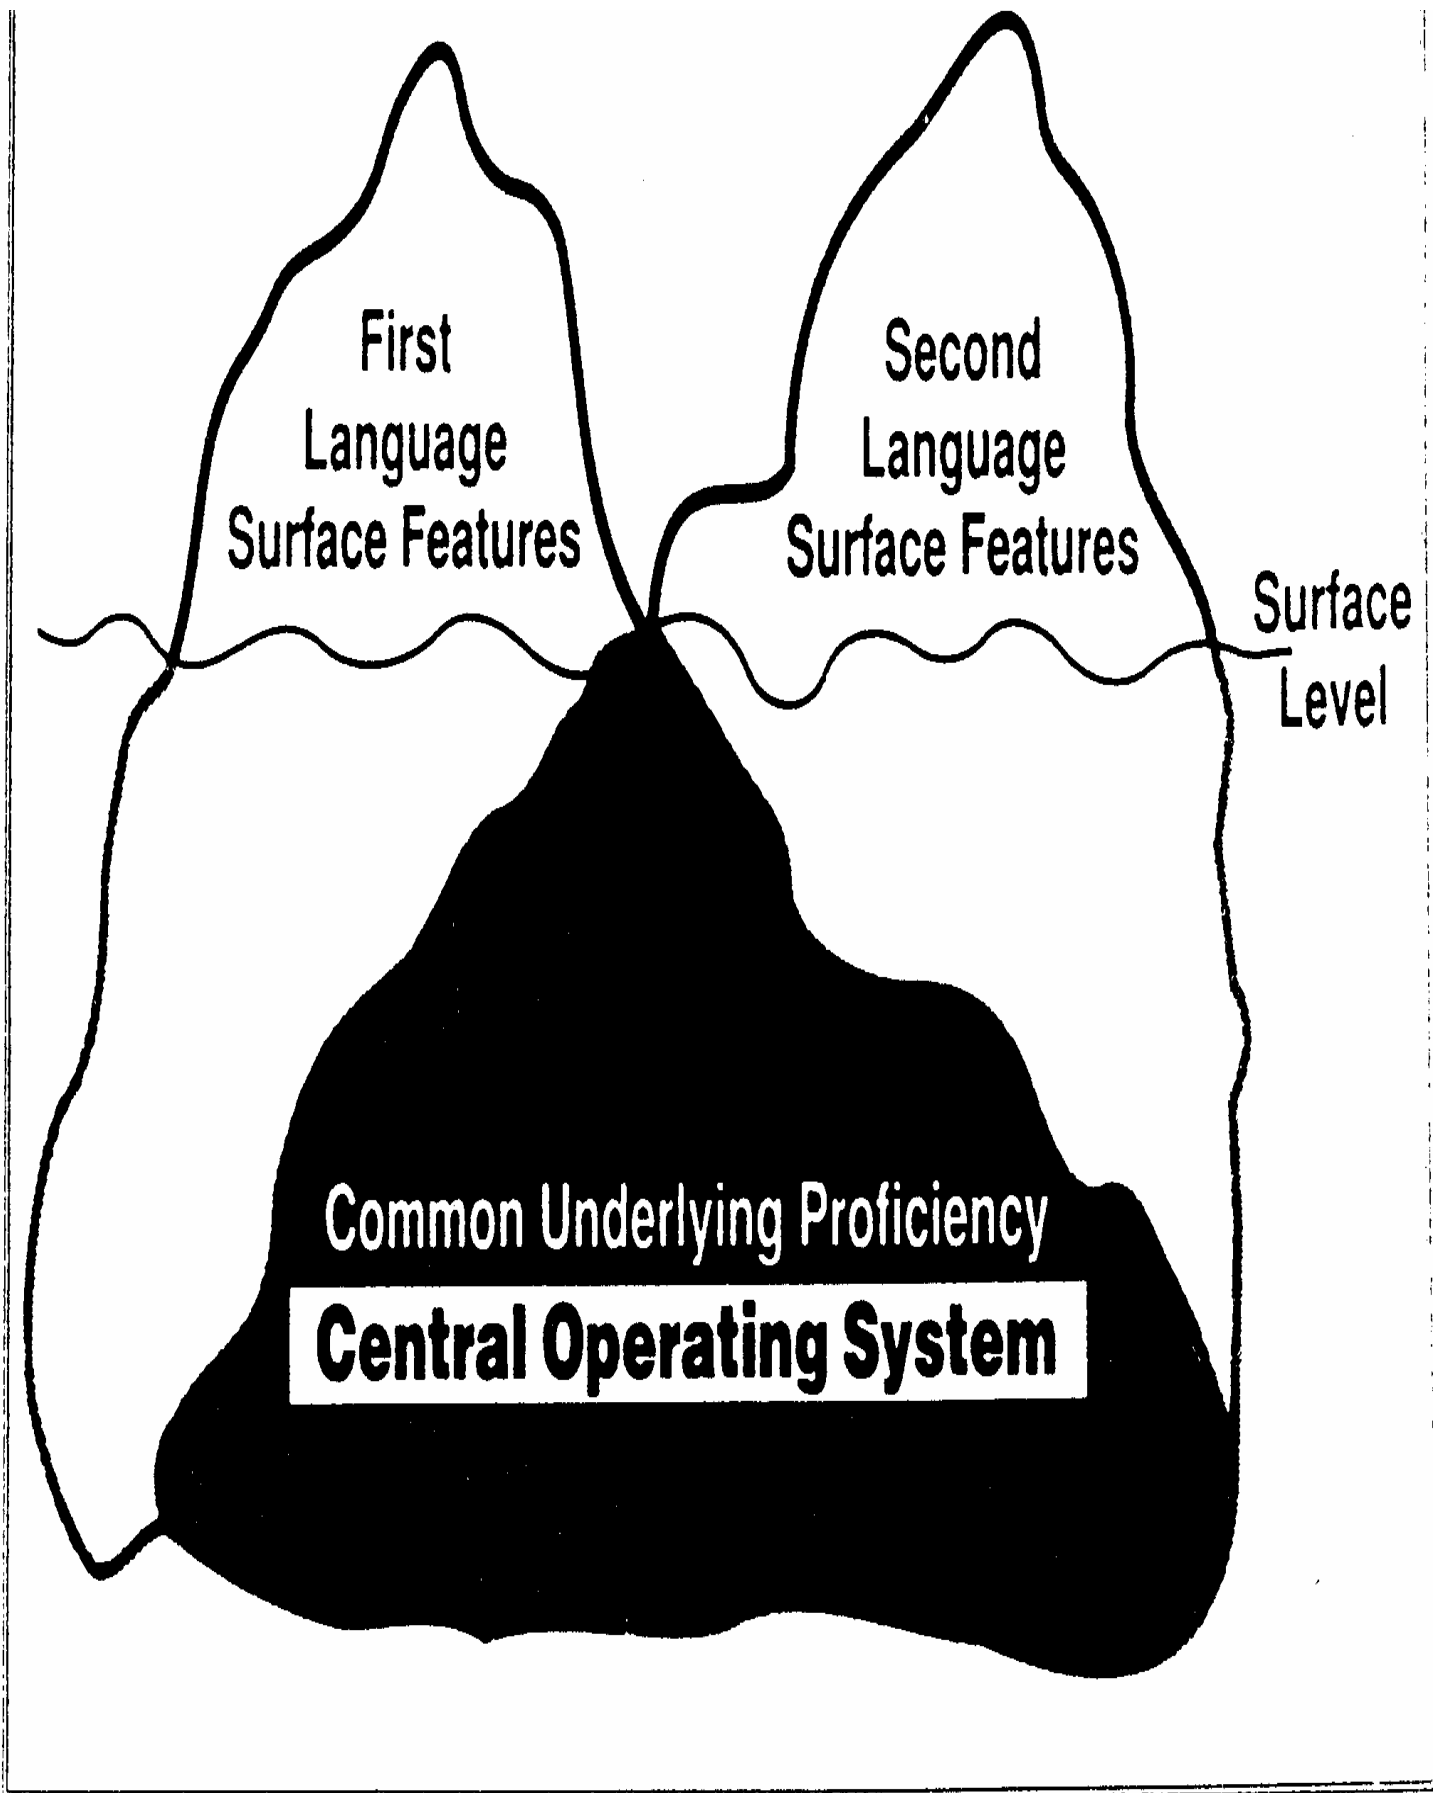 First
Language
Surface Features
Second
Language
Surface Features
Surface
Level
Common Underlying Proficiency
Central Operating System